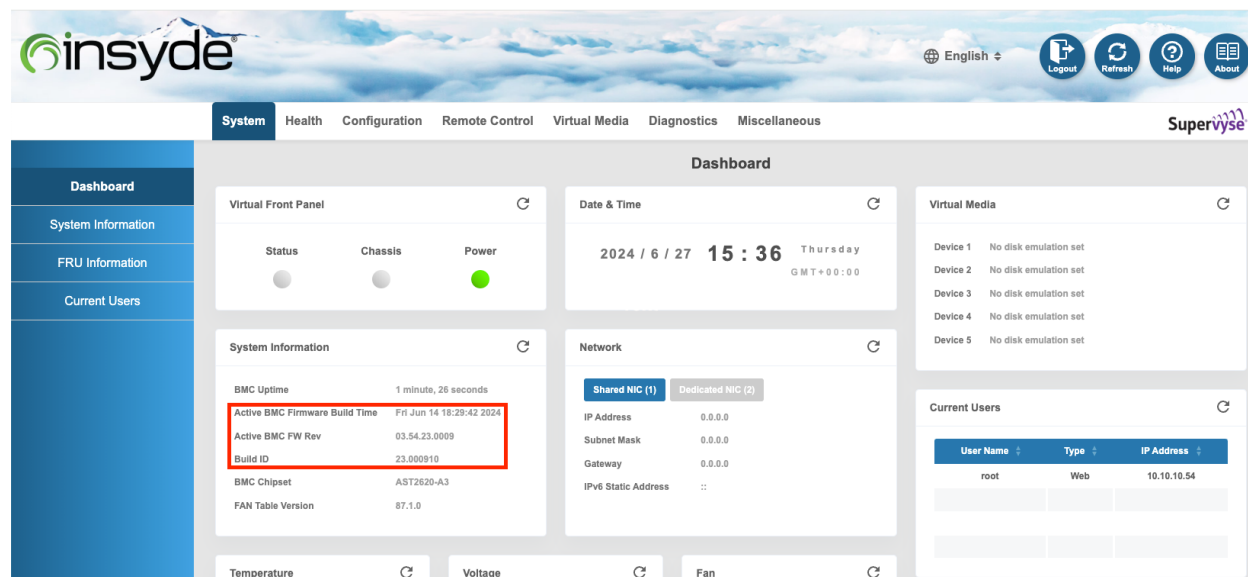 insyde®
English
Logout
Refresh
Help
About
System Health Configuration Remote Control Virtual Media Diagnostics Miscellaneous
Supervyse
Dashboard
System Information
FRU Information
Current Users
Dashboard
Virtual Front Panel
Status Chassis Power
Date & Time
2024 / 6 / 27 15 : 36 Thursday
GMT+00:00
Virtual Media
Device 1 No disk emulation set
Device 2 No disk emulation set
Device 3 No disk emulation set
Device 4 No disk emulation set
Device 5 No disk emulation set
System Information
BMC Uptime 1 minute, 26 seconds
Active BMC Firmware Build Time Fri Jun 14 18:29:42 2024
Active BMC FW Rev 03.54.23.0009
Build ID 23.000910
BMC Chipset AST2620-A3
FAN Table Version 87.1.0
Network
Shared NIC (1) Dedicated NIC (2)
IP Address 0.0.0.0
Subnet Mask 0.0.0.0
Gateway 0.0.0.0
IPv6 Static Address ::
Current Users
User Name Type IP Address
root Web 10.10.10.54
Temperature
Voltage
Fan